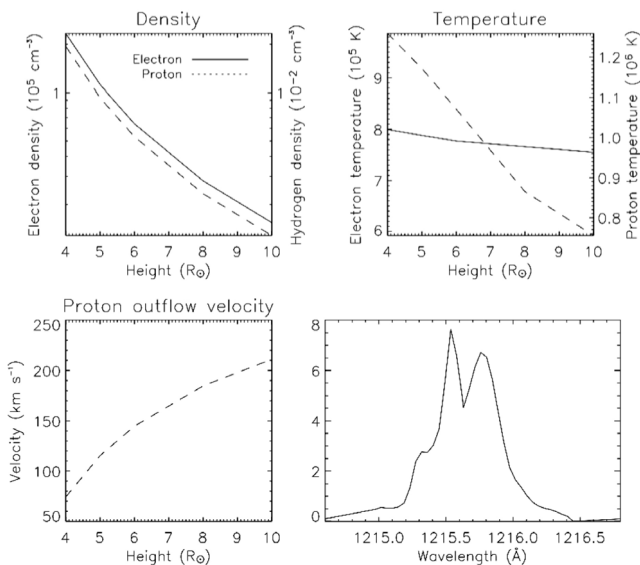 Density
Electron
Proton
1
1
Electron density (10⁵ cm⁻³)
Hydrogen density (10⁻² cm⁻³)
4 5 6 7 8 9 10
Height (R☉)
Temperature
9
8
7
6
1.2
1.1
1.0
0.9
0.8
Electron temperature (10⁵ K)
Proton temperature (10⁶ K)
4 5 6 7 8 9 10
Height (R☉)
Proton outflow velocity
250
200
150
100
50
Velocity (km s⁻¹)
4 5 6 7 8 9 10
Height (R☉)
8
6
4
2
0
1215.0 1215.5 1216.0 1216.5
Wavelength (Å)